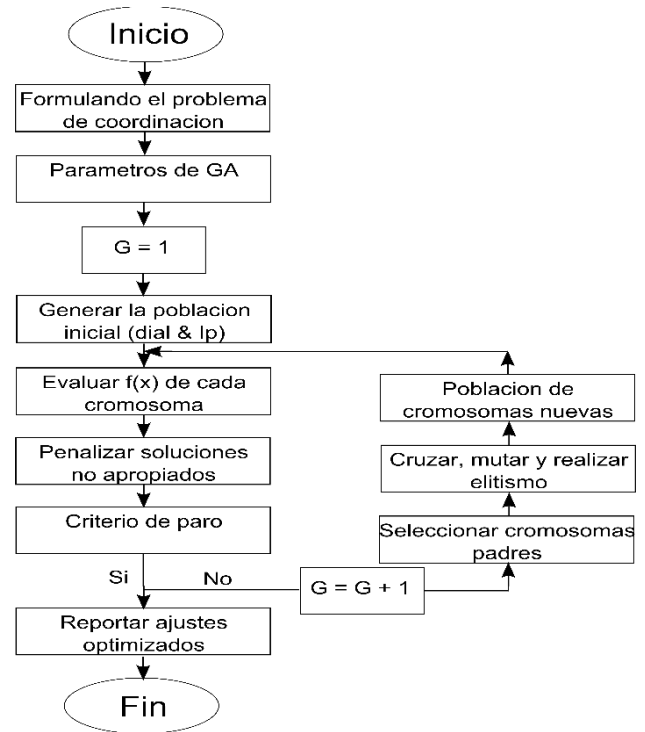 Inicio
Formulando el problema
de coordinacion
Parametros de GA
G = 1
Generar la poblacion
inicial (dial & Ip)
Evaluar f(x) de cada
cromosoma
Penalizar soluciones
no apropiados
Criterio de paro
Si
No
G = G + 1
Seleccionar cromosomas
padres
Cruzar, mutar y realizar
elitismo
Poblacion de
cromosomas nuevas
Reportar ajustes
optimizados
Fin